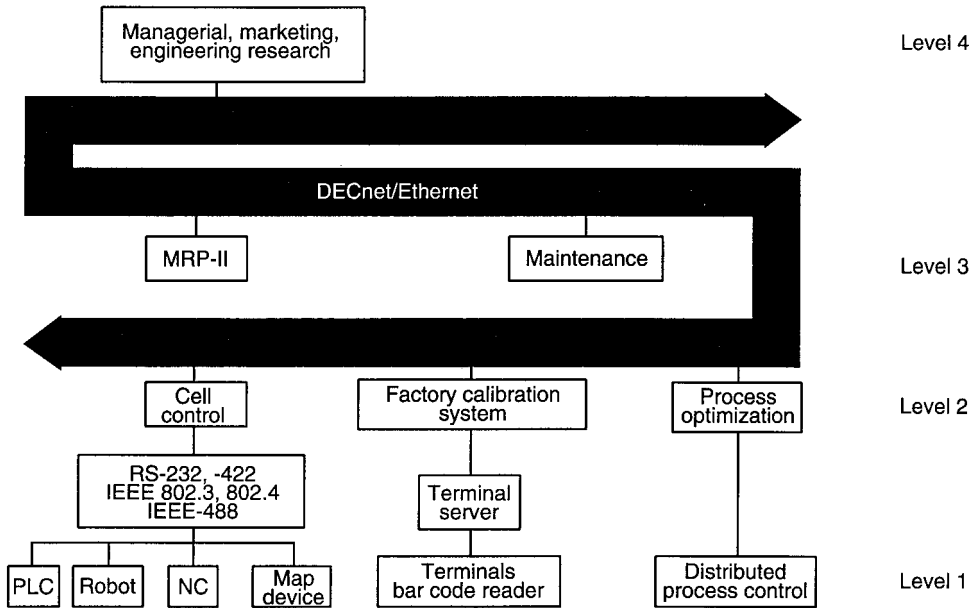 Managerial, marketing,
engineering research
Level 4
DECnet/Ethernet
MRP-II
Maintenance
Level 3
Cell
control
Factory calibration
system
Process
optimization
Level 2
RS-232, -422
IEEE 802.3, 802.4
IEEE-488
Terminal
server
PLC
Robot
NC
Map
device
Terminals
bar code reader
Distributed
process control
Level 1